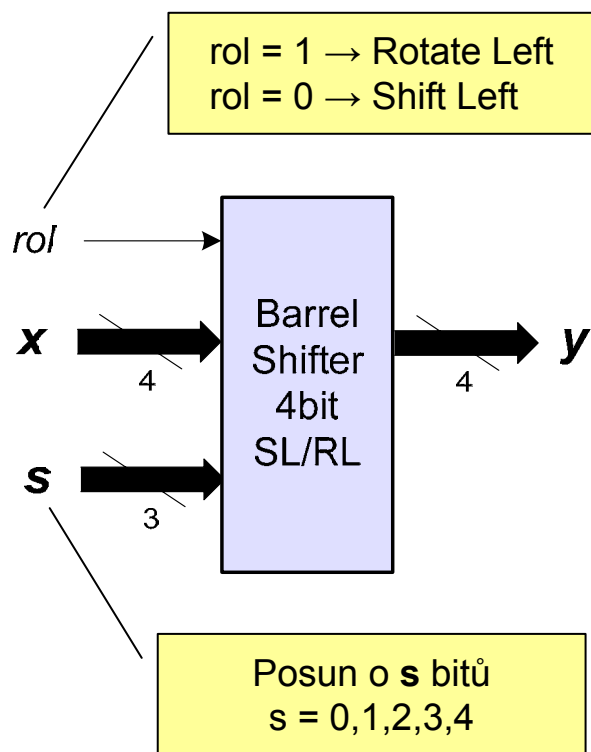 rol = 1 → Rotate Left
rol = 0 → Shift Left
rol
x
4
s
3
Barrel
Shifter
4bit
SL/RL
4
y
Posun o s bitů
s = 0,1,2,3,4